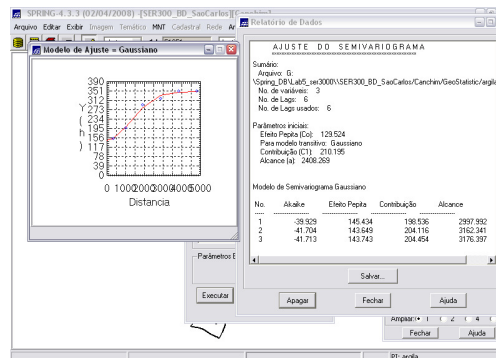 SPRING-4.3.3 (02/04/2008) -[SER300_BD_SaoCarlos][Canchim]
Arquivo Editar Exibir Imagem Temático MNT Cadastral Rede
Modelo de Ajuste = Gaussiano
390
351
312
273
234
195
156
117
78
39
0
γ ( h )
0 1000 2000 3000 4000 5000
Distancia
Parâmetros
Executar
Relatório de Dados
AJUSTE DO SEMIVARIOGRAMA
Sumário:
Arquivo: G:
\Spring_DB\Lab5_ser3000\\SER300_BD_SaoCarlos/Canchim/GeoStatistic/argila
No. de variáveis: 3
No. de Lags: 6
No. de Lags usados: 6
Parâmetros iniciais:
Efeito Pepita (Co): 129.524
Para modelo transitivo: Gaussiano
Contribuição (C1): 210.195
Alcance (a): 2408.269
Modelo de Semivariograma Gaussiano
No. Akaike Efeito Pepita Contribuição Alcance
1 -39.929 145.434 198.536 2997.992
2 -41.704 143.649 204.116 3162.341
3 -41.713 143.743 204.454 3176.397
Salvar...
Apagar Fechar Ajuda
Ampliar: 1 2 4
Fechar Ajuda
PI: argila